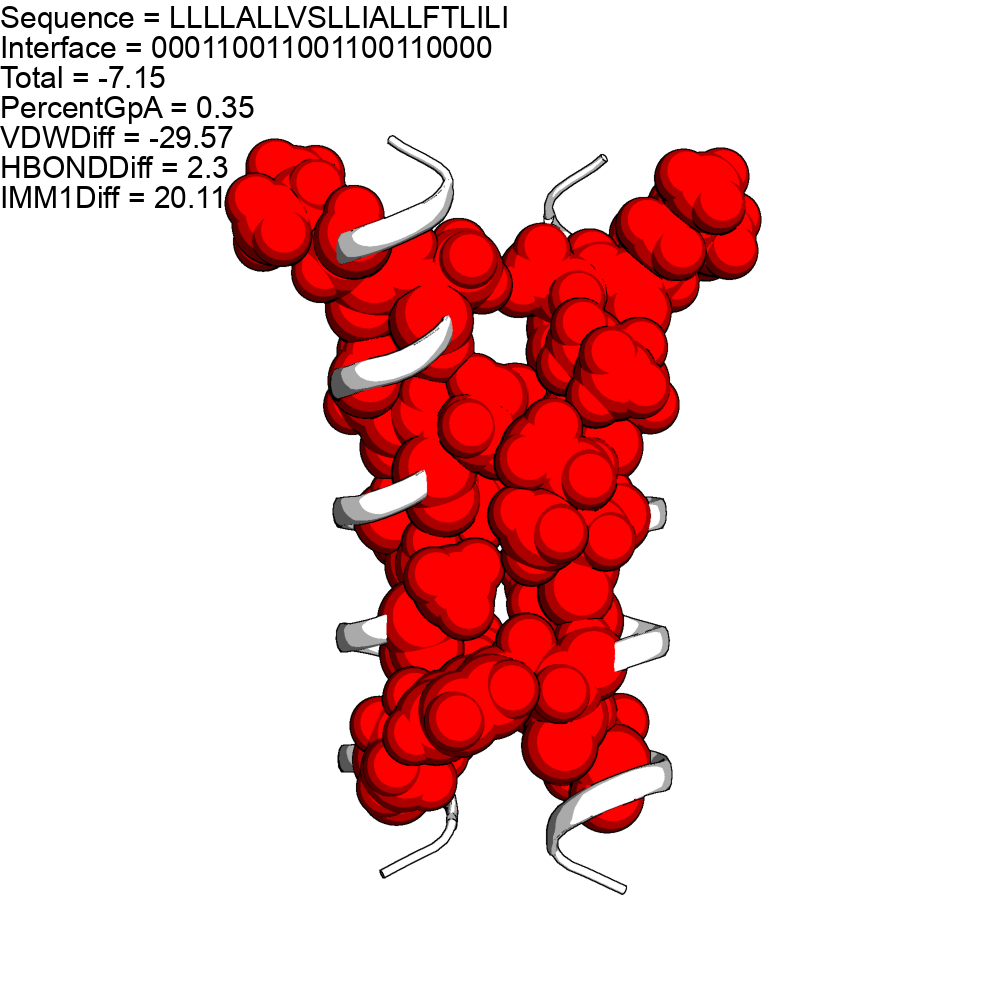 Sequence = LLLLALLVSLLIALLFTLILI
Interface = 000110011001100110000
Total = -7.15
PercentGpA = 0.35
VDWDiff = -29.57
HBONDDiff = 2.3
IMM1Diff = 20.11